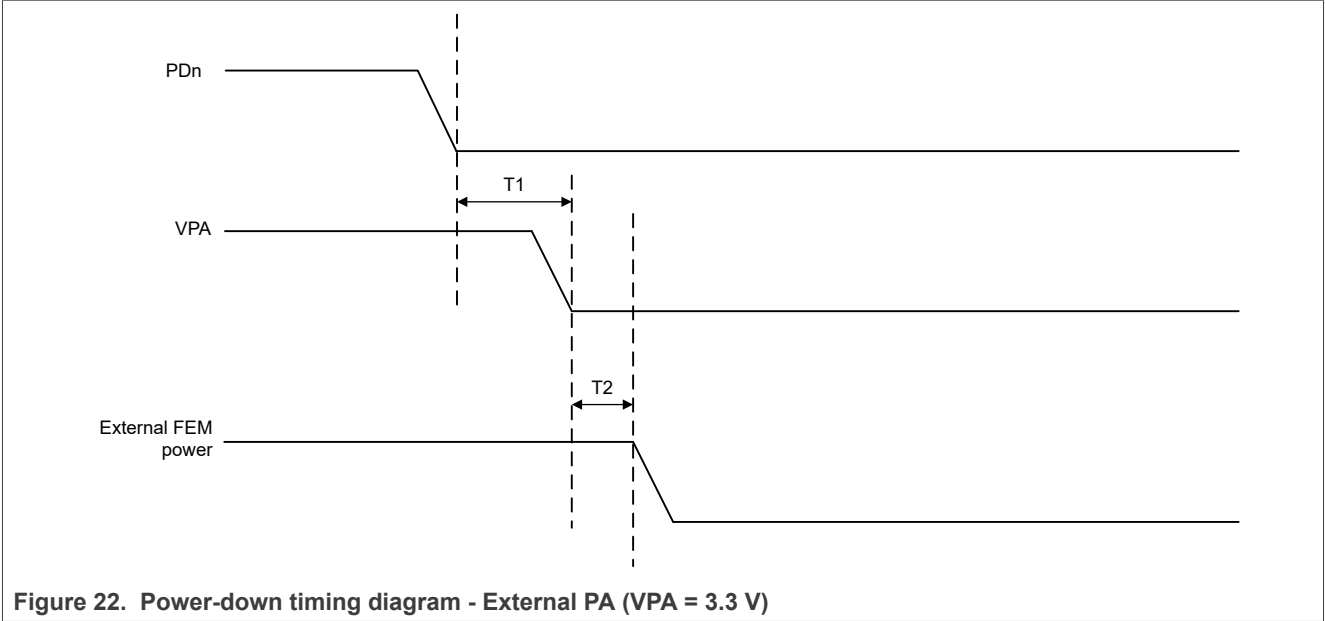 PDn
T1
VPA
T2
External FEM
power
Figure 22. Power-down timing diagram - External PA (VPA = 3.3 V)